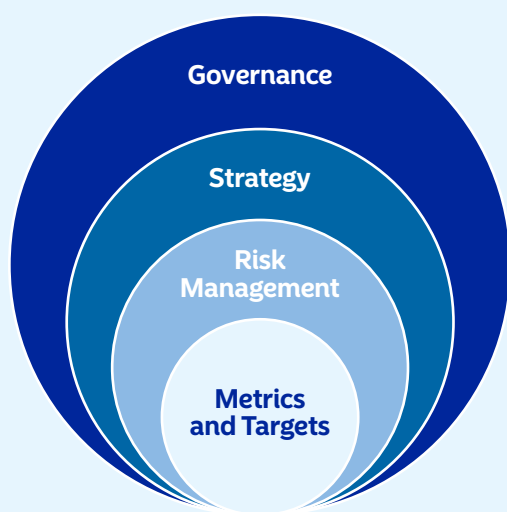 Governance
Strategy
Risk
Management
Metrics
and Targets